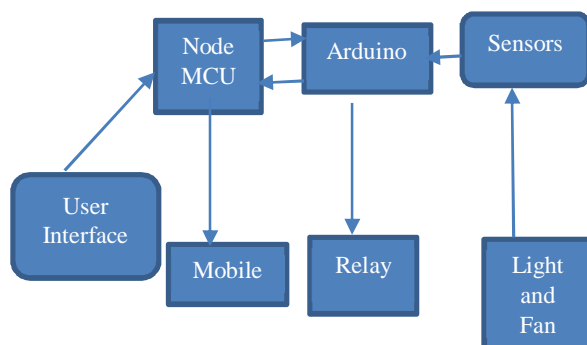 Node
MCU
Arduino
Sensors
User
Interface
Mobile
Relay
Light
and
Fan